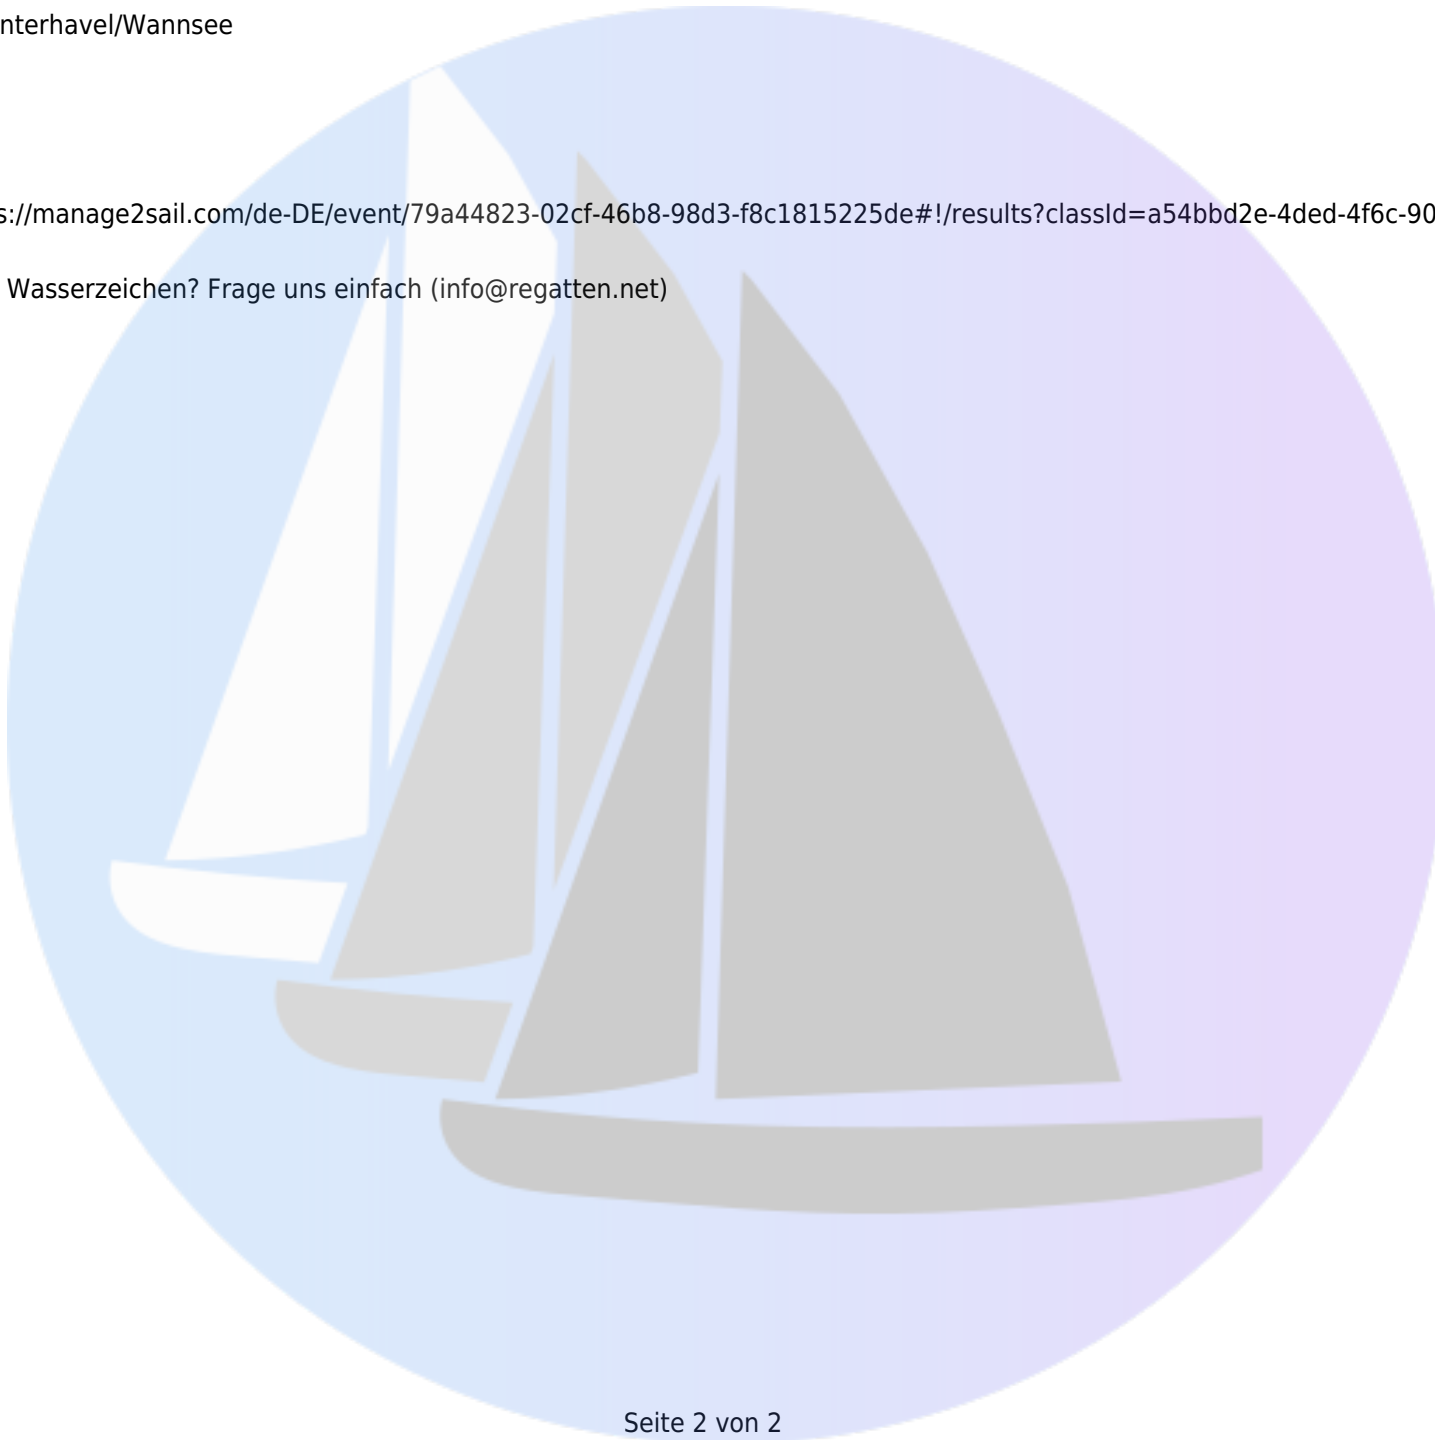 nterhavel/Wannsee
s://manage2sail.com/de-DE/event/79a44823-02cf-46b8-98d3-f8c1815225de#!/results?classId=a54bbd2e-4ded-4f6c-90
Wasserzeichen? Frage uns einfach (info@regatten.net)
Seite 2 von 2